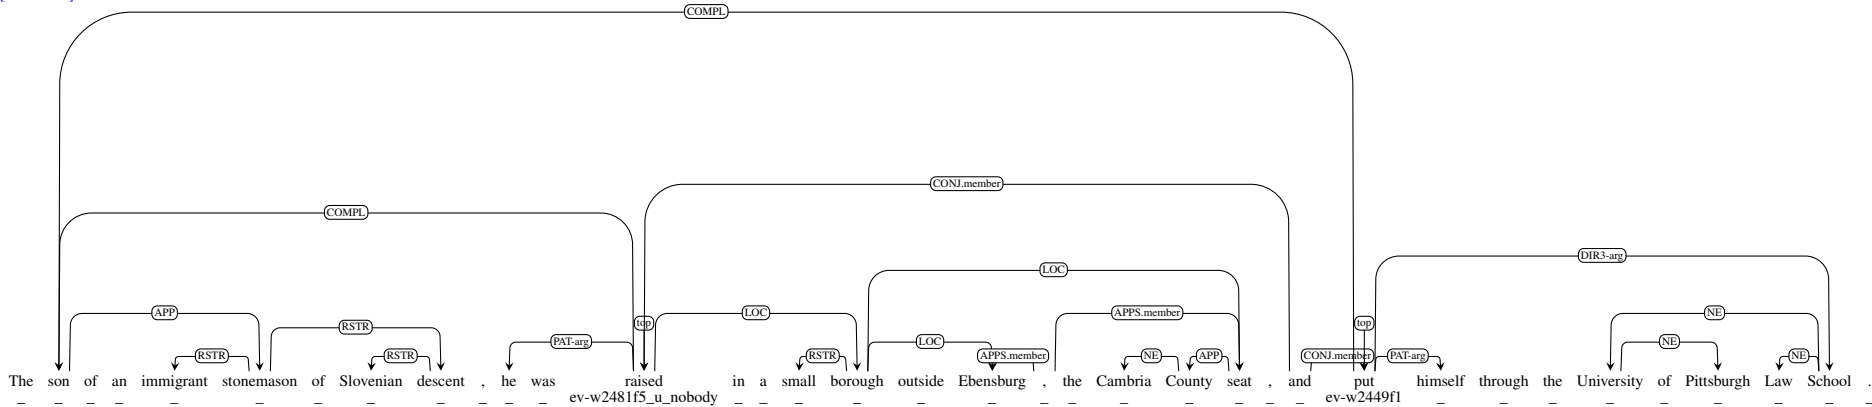 COMPL
CONJ.member
COMPL
DIR3-arg
LOC
APP LOC APPS.member NE
RSTR top top
PAT-arg LOC NE
RSTR RSTR RSTR APPS.member NE APP CONJ.member PAT-arg NE
The son of an immigrant stonemason of Slovenian descent , he was raised in a small borough outside Ebensburg , the Cambria County seat , and put himself through the University of Pittsburgh Law School .
_ _ _ _ _ _ _ _ _ _ _ _ ev-w2481f5_u_nobody _ _ _ _ _ _ _ _ _ _ _ _ _ ev-w2449f1 _ _ _ _ _ _ _ _ _